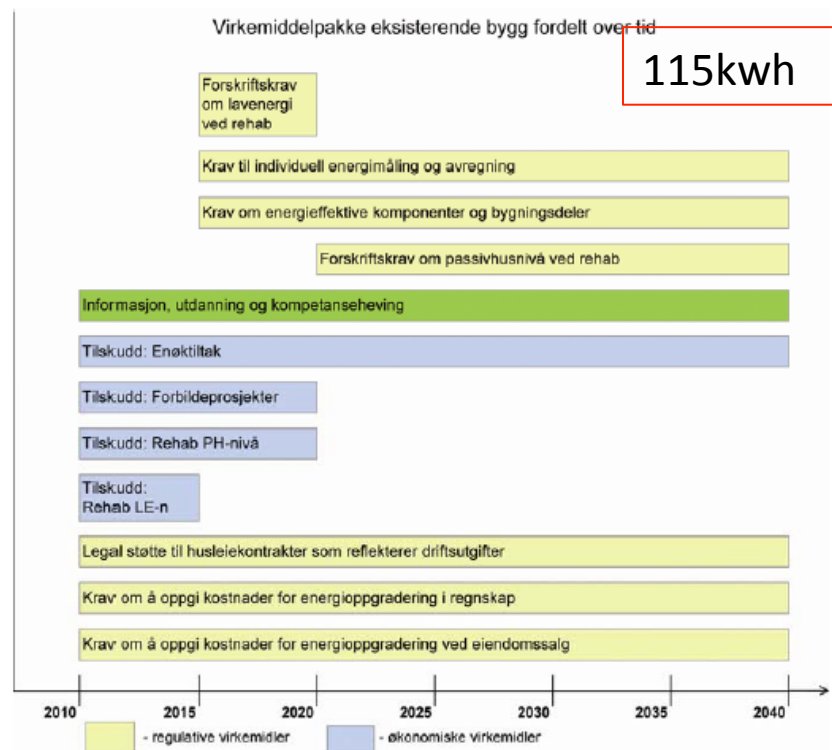 Virkemiddelpakke eksisterende bygg fordelt over tid
115kwh
Forskriftskrav
om lavenergi
ved rehab
Krav til individuell energimåling og avregning
Krav om energieffektive komponenter og bygningsdeler
Forskriftskrav om passivhusnivå ved rehab
Informasjon, utdanning og kompetanseheving
Tilskudd: Enøktiltak
Tilskudd: Forbildeprosjekter
Tilskudd: Rehab PH-nivå
Tilskudd:
Rehab LE-n
Legal støtte til husleiekontrakter som reflekterer driftsutgifter
Krav om å oppgi kostnader for energioppgradering i regnskap
Krav om å oppgi kostnader for energioppgradering ved eiendomssalg
2010 2015 2020 2025 2030 2035 2040
- regulative virkemidler - økonomiske virkemidler